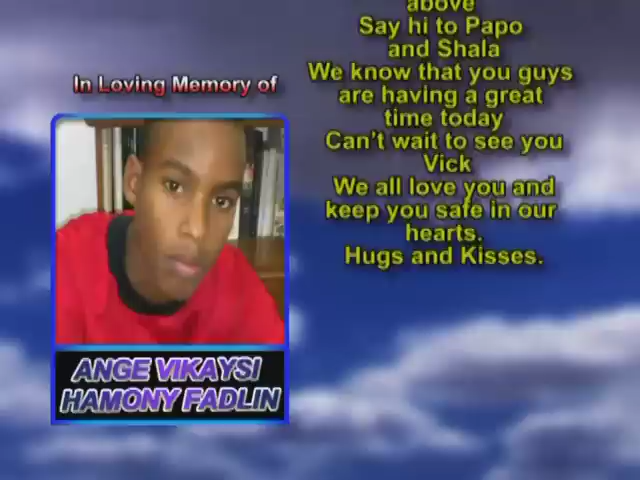 In Loving Memory of
ANGE VIKAYSI
HAMONY FADLIN
above
Say hi to Papo
and Shala
We know that you guys
are having a great
time today
Can't wait to see you
Vick
We all love you and
keep you safe in our
hearts.
Hugs and Kisses.